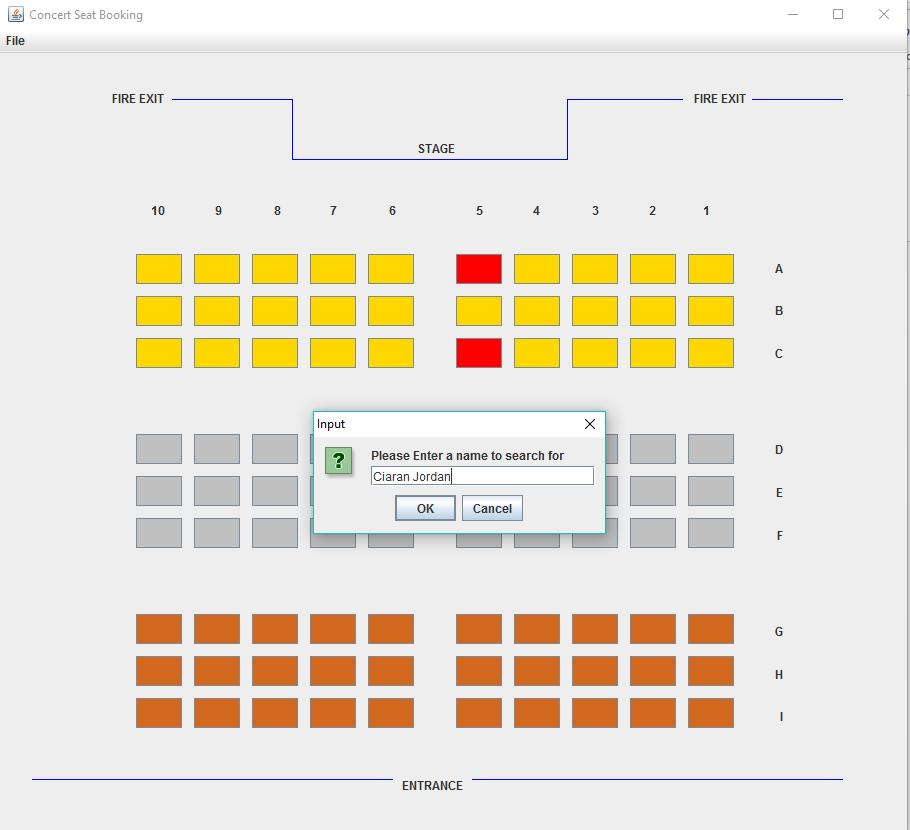 Concert Seat Booking
File
FIRE EXIT
FIRE EXIT
STAGE
10 9 8 7 6 5 4 3 2 1
A
B
C
Input
Please Enter a name to search for
Ciaran Jordan
OK Cancel
D
E
F
G
H
I
ENTRANCE